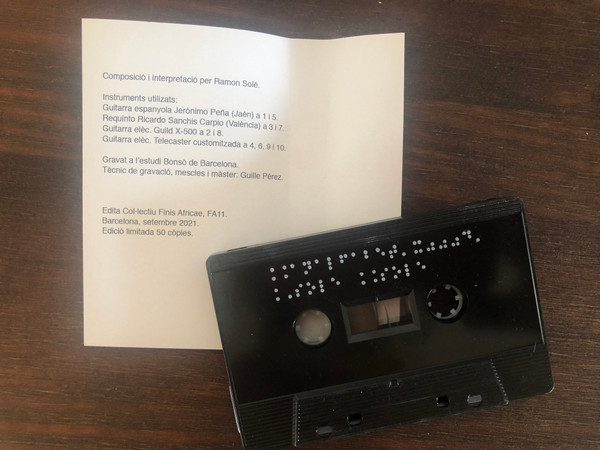 Composició i interpretació per Ramon Solé.
Instruments utilitzats:
Guitarra espanyola Jerónimo Peña (Jaén) a 1 i 5.
Requinto Ricardo Sanchis Carpio (València) a 3 i 7.
Guitarra elèc. Guild X-500 a 2 i 8.
Guitarra elèc. Telecaster customitzada a 4, 6, 9 i 10.
Gravat a l'estudi Bonsò de Barcelona.
Tècnic de gravació, mescles i màster: Guille Pérez.
Edita Col·lectiu Finis Africae, FA11.
Barcelona, setembre 2021.
Edició limitada 50 còpies.